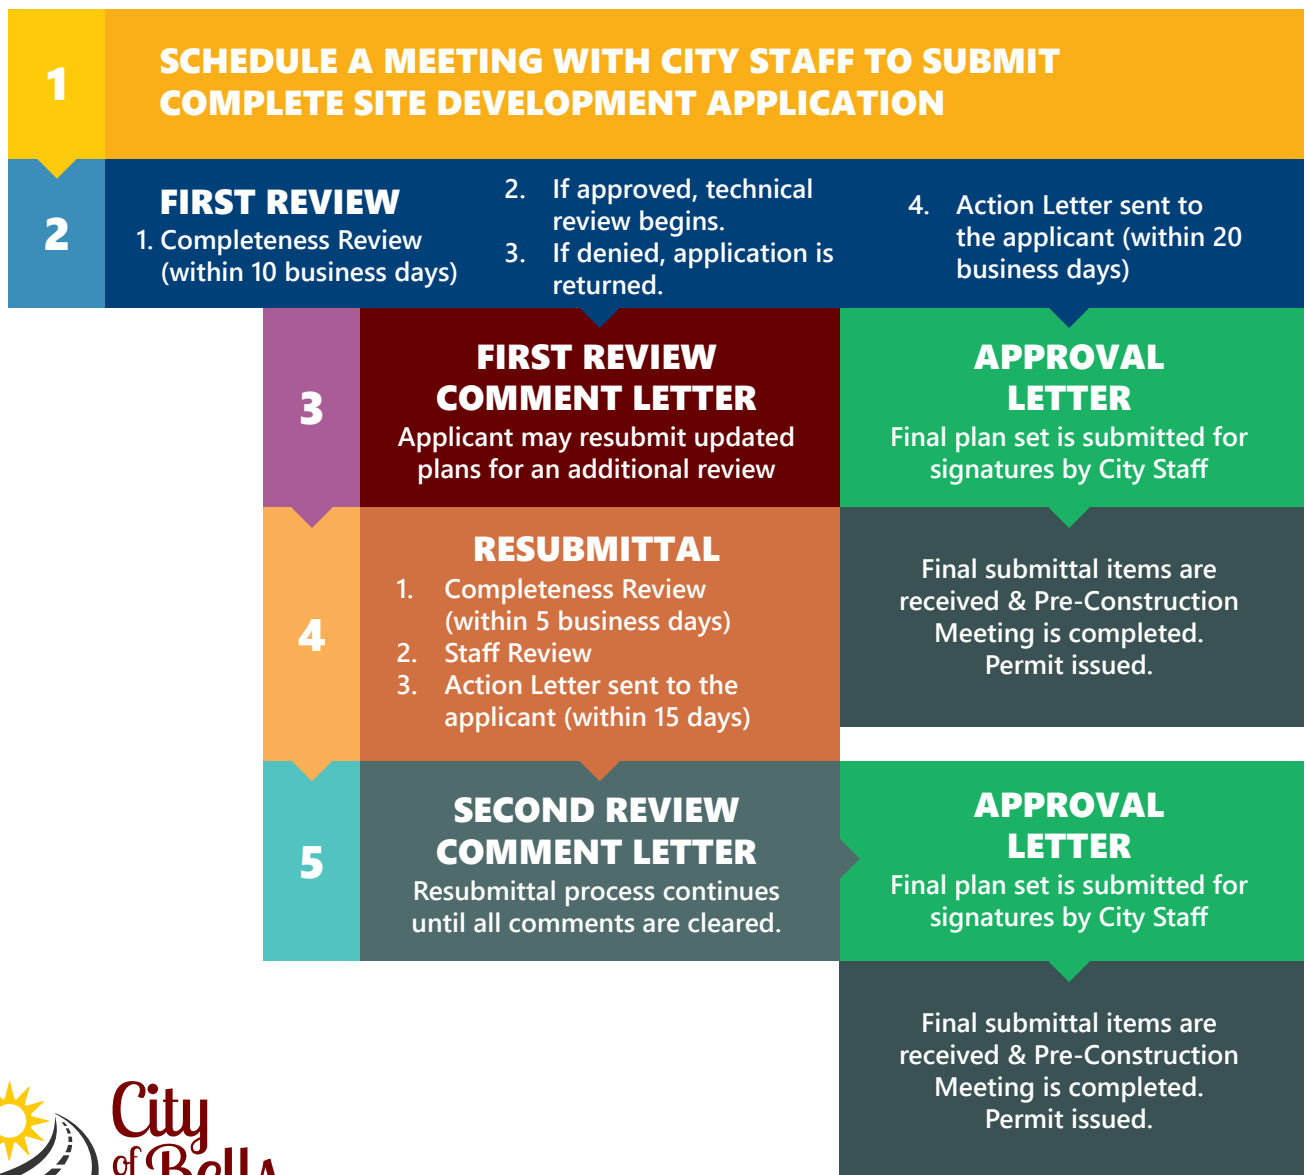 1
SCHEDULE A MEETING WITH CITY STAFF TO SUBMIT
COMPLETE SITE DEVELOPMENT APPLICATION
2
FIRST REVIEW
1. Completeness Review
(within 10 business days)
2. If approved, technical
review begins.
3. If denied, application is
returned.
4. Action Letter sent to
the applicant (within 20
business days)
3
FIRST REVIEW
COMMENT LETTER
Applicant may resubmit updated
plans for an additional review
APPROVAL
LETTER
Final plan set is submitted for
signatures by City Staff
4
RESUBMITTAL
1. Completeness Review
(within 5 business days)
2. Staff Review
3. Action Letter sent to the
applicant (within 15 days)
Final submittal items are
received & Pre-Construction
Meeting is completed.
Permit issued.
5
SECOND REVIEW
COMMENT LETTER
Resubmittal process continues
until all comments are cleared.
APPROVAL
LETTER
Final plan set is submitted for
signatures by City Staff
Final submittal items are
received & Pre-Construction
Meeting is completed.
Permit issued.
City
of Bells